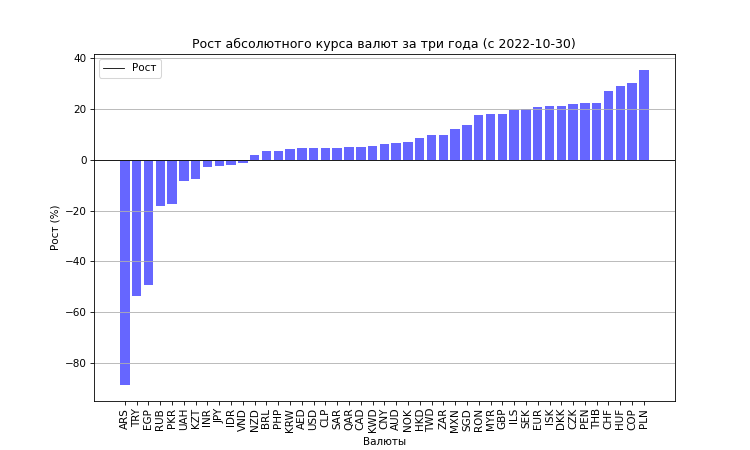 Рост абсолютного курса валют за три года (с 2022-10-30)
Рост
40
20
0
−20
−40
−60
−80
Рост (%)
ARS TRY EGP RUB PKR UAH KZT INR JPY IDR VND NZD BRL PHP KRW AED USD CLP SAR QAR CAD KWD CNY AUD NOK HKD TWD ZAR MXN SGD RON MYR GBP ILS SEK EUR ISK DKK CZK PEN THB CHF HUF COP PLN
Валюты